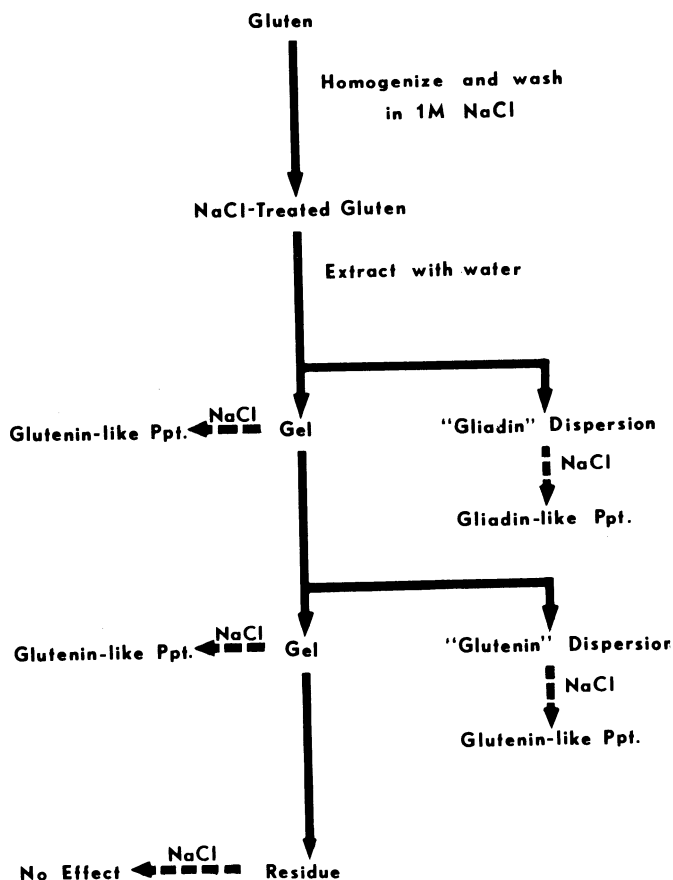 Gluten
Homogenize and wash
in 1M NaCl
NaCl-Treated Gluten
Extract with water
Glutenin-like Ppt.
NaCl
Gel
"Gliadin" Dispersion
NaCl
Gliadin-like Ppt.
Glutenin-like Ppt.
NaCl
Gel
"Glutenin" Dispersion
NaCl
Glutenin-like Ppt.
No Effect
NaCl
Residue